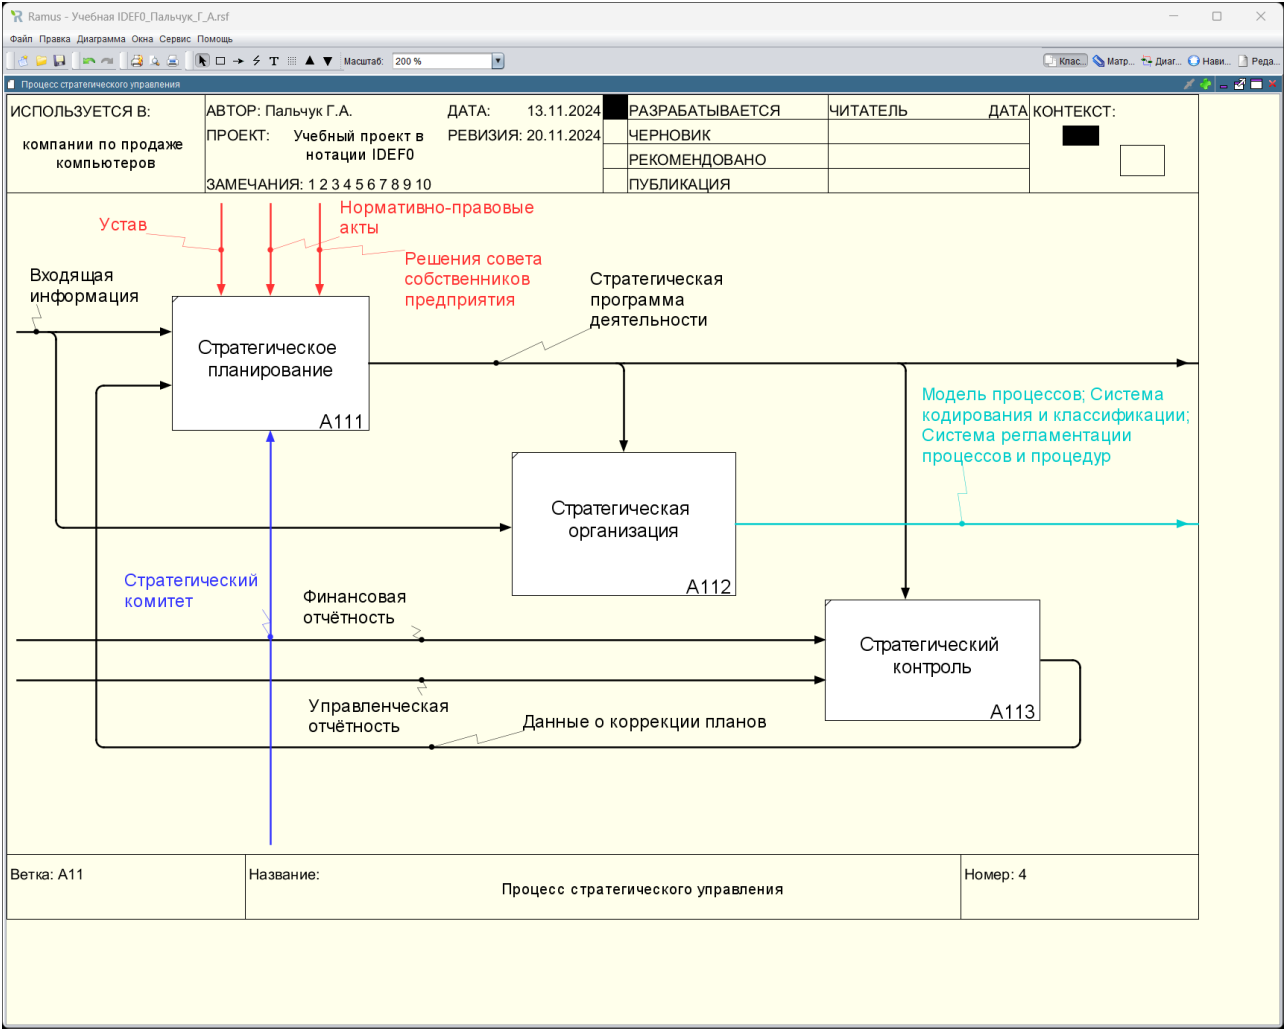 Ramus - Учебная IDEF0_Пальчук_Г_А.rsf
Файл Правка Диаграмма Окна Сервис Помощь
Масштаб: 200 %
Клас... Матр... Диаг... Нави... Реда...
Процесс стратегического управления
ИСПОЛЬЗУЕТСЯ В:
компании по продаже
компьютеров
АВТОР: Пальчук Г.А.
ДАТА: 13.11.2024
ПРОЕКТ: Учебный проект в
нотации IDEF0
РЕВИЗИЯ: 20.11.2024
ЗАМЕЧАНИЯ: 1 2 3 4 5 6 7 8 9 10
РАЗРАБАТЫВАЕТСЯ
ЧЕРНОВИК
РЕКОМЕНДОВАНО
ПУБЛИКАЦИЯ
ЧИТАТЕЛЬ ДАТА
КОНТЕКСТ:
Устав
Нормативно-правовые
акты
Решения совета
собственников
предприятия
Входящая
информация
Стратегическая
программа
деятельности
Стратегическое
планирование
A111
Модель процессов; Система
кодирования и классификации;
Система регламентации
процессов и процедур
Стратегическая
организация
A112
Стратегический
комитет
Финансовая
отчётность
Стратегический
контроль
A113
Управленческая
отчётность
Данные о коррекции планов
Ветка: A11
Название:
Процесс стратегического управления
Номер: 4